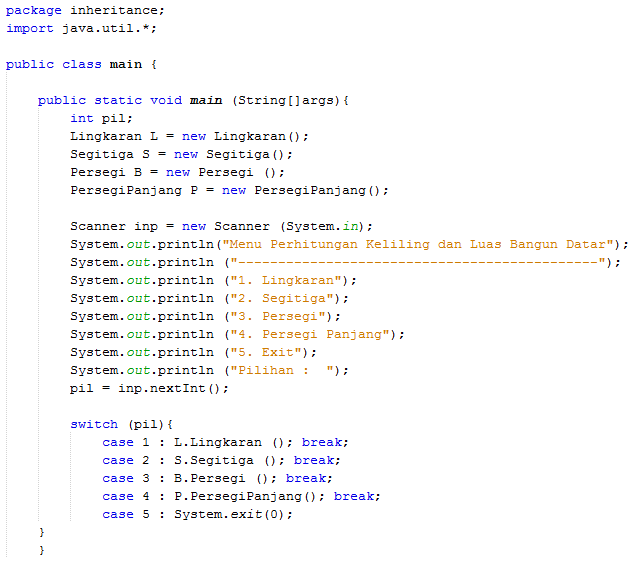 package inheritance;
import java.util.*;
public class main {
public static void main (String[]args){
int pil;
Lingkaran L = new Lingkaran();
Segitiga S = new Segitiga();
Persegi B = new Persegi ();
PersegiPanjang P = new PersegiPanjang();
Scanner inp = new Scanner (System.in);
System.out.println("Menu Perhitungan Keliling dan Luas Bangun Datar");
System.out.println ("---------------------------------------------");
System.out.println ("1. Lingkaran");
System.out.println ("2. Segitiga");
System.out.println ("3. Persegi");
System.out.println ("4. Persegi Panjang");
System.out.println ("5. Exit");
System.out.println ("Pilihan :  ");
pil = inp.nextInt();
switch (pil){
case 1 : L.Lingkaran (); break;
case 2 : S.Segitiga (); break;
case 3 : B.Persegi (); break;
case 4 : P.PersegiPanjang(); break;
case 5 : System.exit(0);
}
}